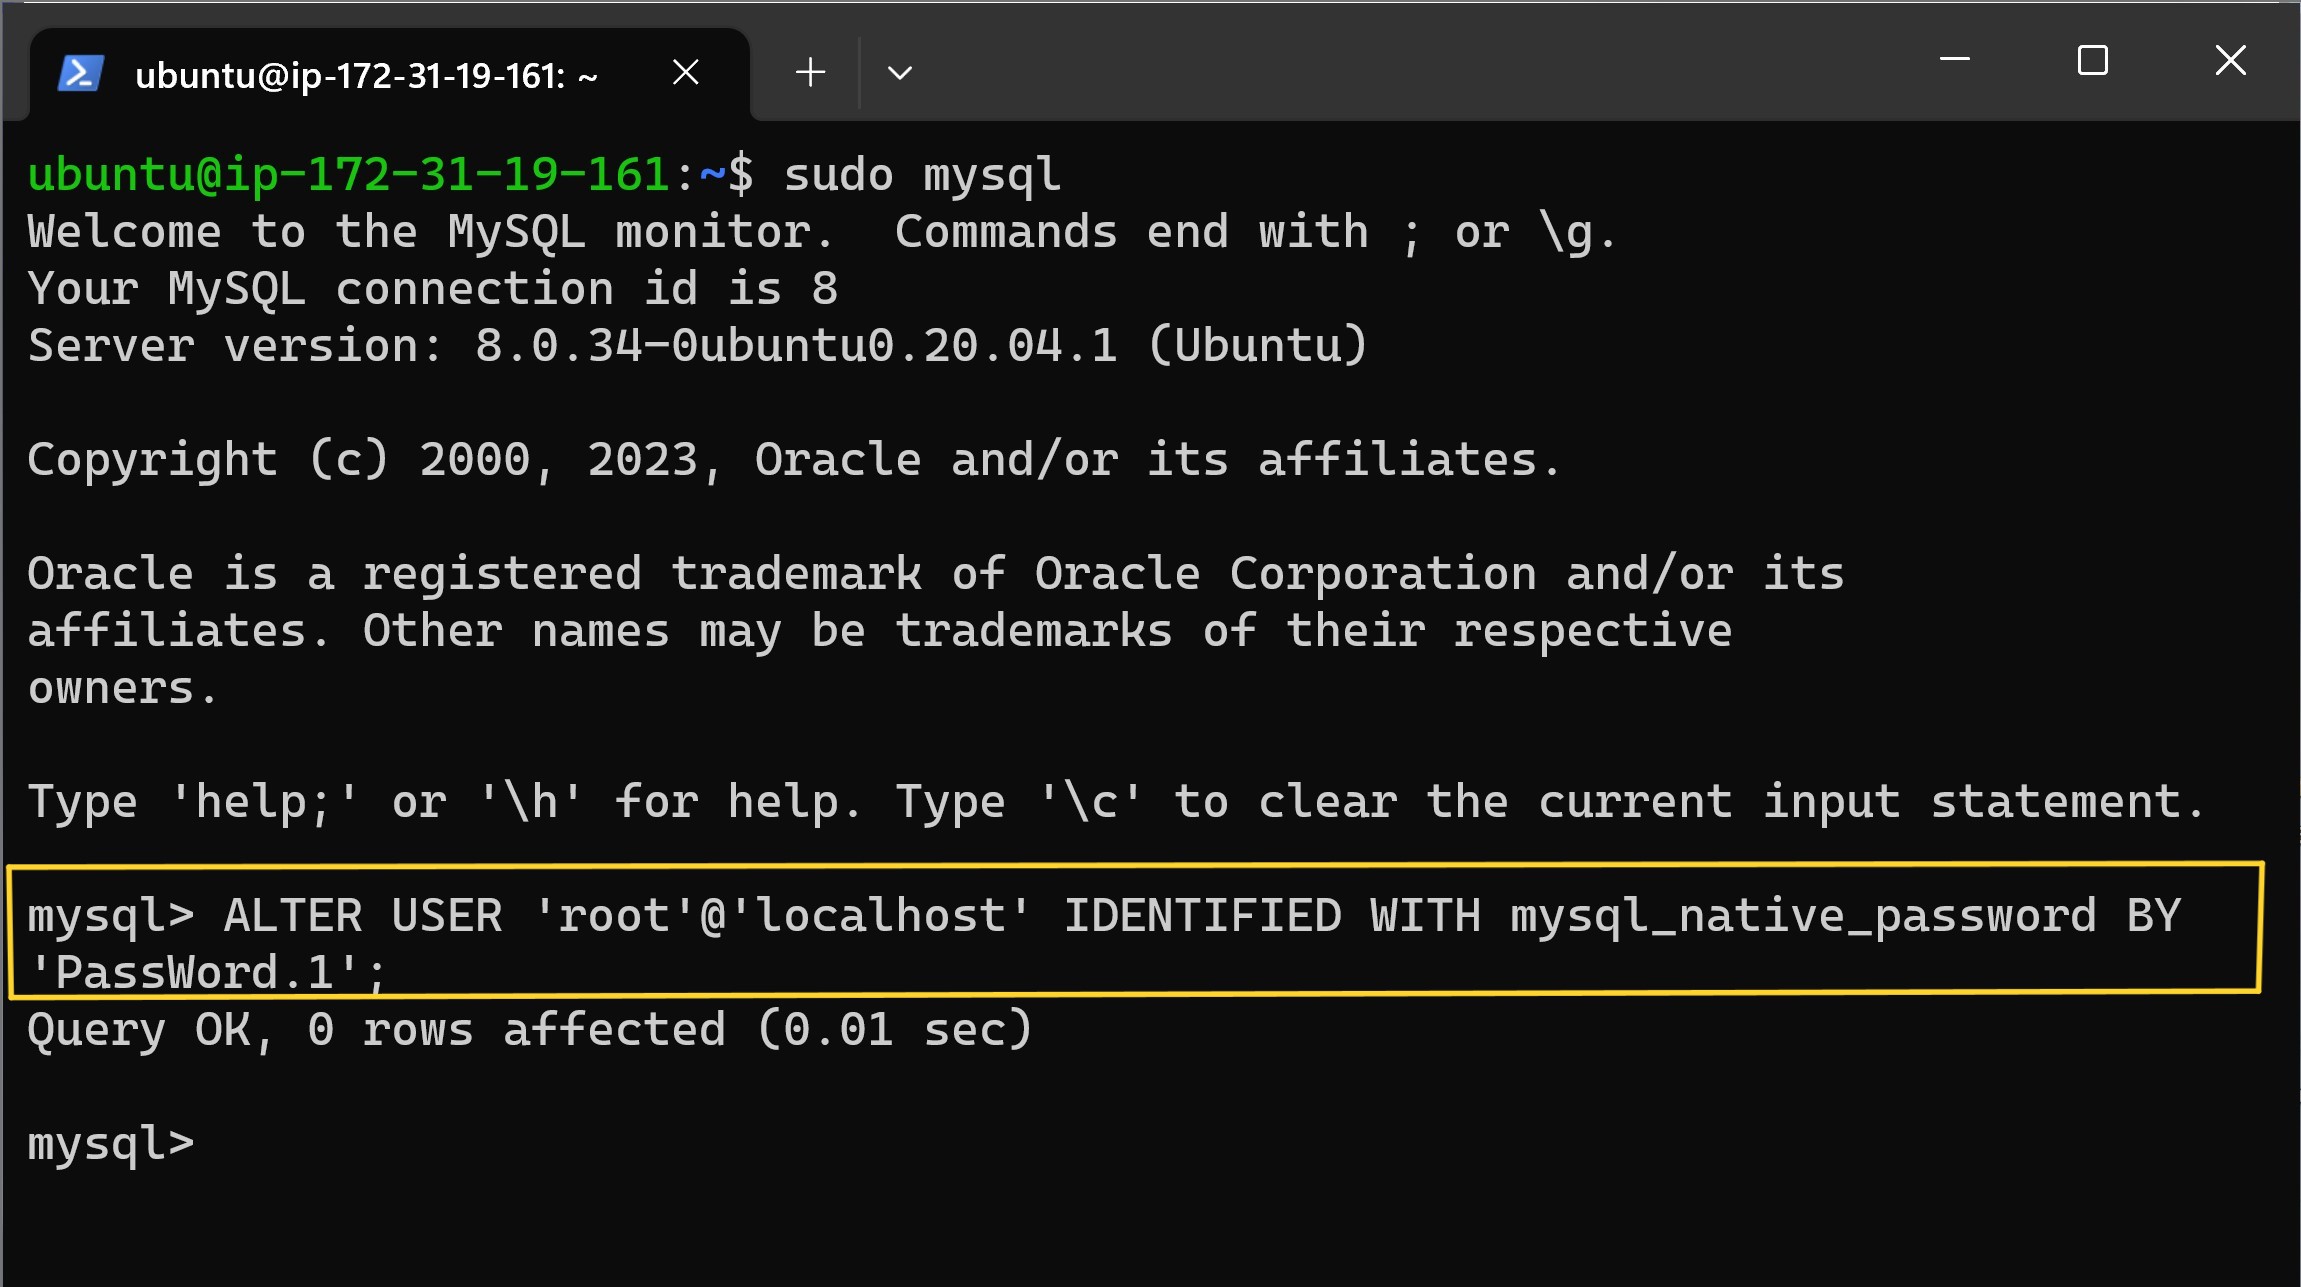 ubuntu@ip-172-31-19-161: ~
ubuntu@ip-172-31-19-161:~$ sudo mysql
Welcome to the MySQL monitor.  Commands end with ; or \g.
Your MySQL connection id is 8
Server version: 8.0.34-0ubuntu0.20.04.1 (Ubuntu)
Copyright (c) 2000, 2023, Oracle and/or its affiliates.
Oracle is a registered trademark of Oracle Corporation and/or its
affiliates. Other names may be trademarks of their respective
owners.
Type 'help;' or '\h' for help. Type '\c' to clear the current input statement.
mysql> ALTER USER 'root'@'localhost' IDENTIFIED WITH mysql_native_password BY
'PassWord.1';
Query OK, 0 rows affected (0.01 sec)
mysql>